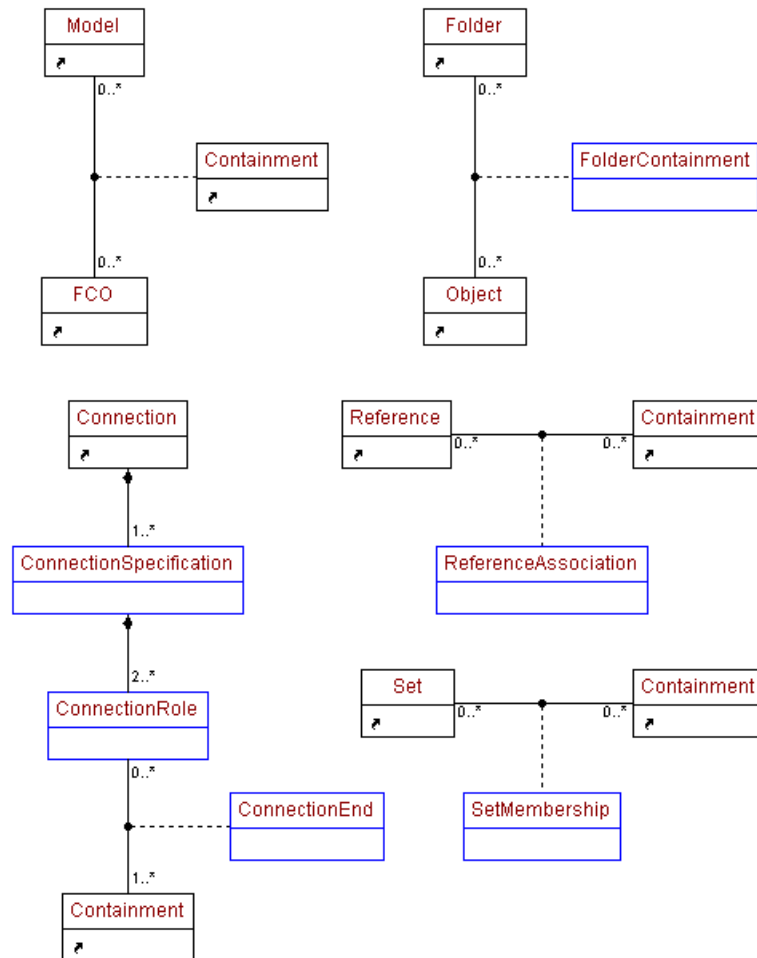 Model
Folder
0..*
0..*
Containment
FolderContainment
0..*
0..*
FCO
Object
Connection
Reference
Containment
0..*
0..*
1..*
ConnectionSpecification
ReferenceAssociation
2..*
Set
Containment
ConnectionRole
0..*
0..*
0..*
ConnectionEnd
SetMembership
1..*
Containment